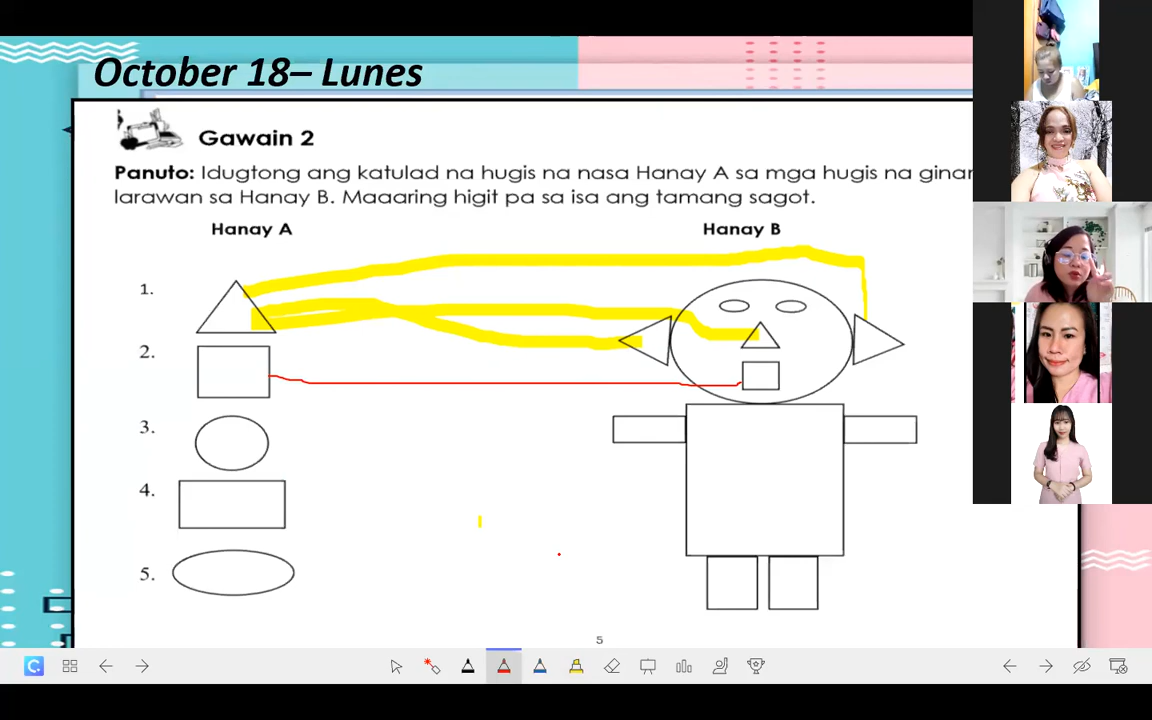 October 18– Lunes
Gawain 2
Panuto: Idugtong ang katulad na hugis na nasa Hanay A sa mga hugis na
larawan sa Hanay B. Maaaring higit pa sa isa ang tamang sagot.
Hanay A
Hanay B
1.
2.
3.
4.
5.
5